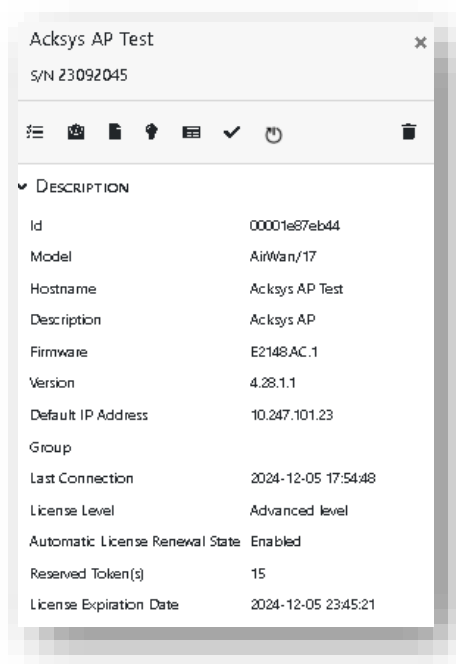 Acksys AP Test
S/N 23092045
DESCRIPTION
Id 00001e87eb44
Model AirWan/17
Hostname Acksys AP Test
Description Acksys AP
Firmware E2148.AC.1
Version 4.28.1.1
Default IP Address 10.247.101.23
Group
Last Connection 2024-12-05 17:54:48
License Level Advanced level
Automatic License Renewal State Enabled
Reserved Token(s) 15
License Expiration Date 2024-12-05 23:45:21